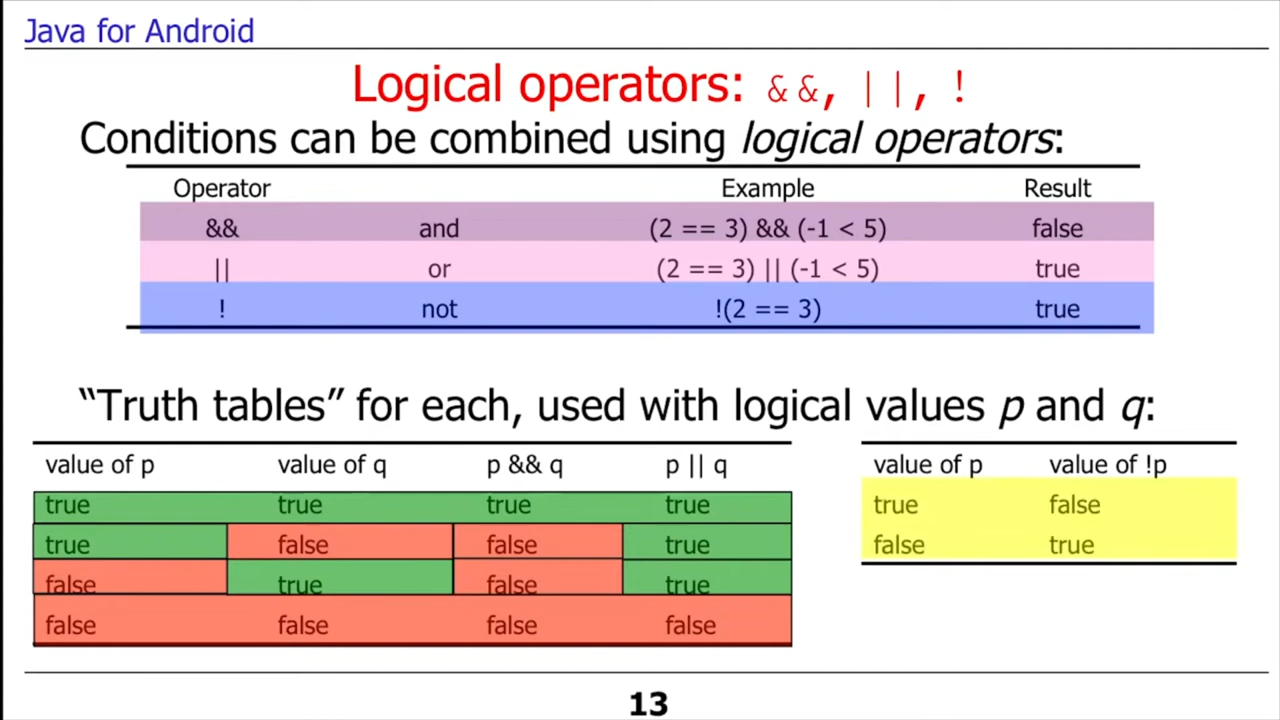 Java for Android
Logical operators: &&, ||, !
Conditions can be combined using logical operators:
Operator Example Result
&& and (2 == 3) && (-1 < 5) false
|| or (2 == 3) || (-1 < 5) true
! not !(2 == 3) true
“Truth tables” for each, used with logical values p and q:
value of p value of q p && q p || q
true true true true
true false false true
false true false true
false false false false
value of p value of !p
true false
false true
13